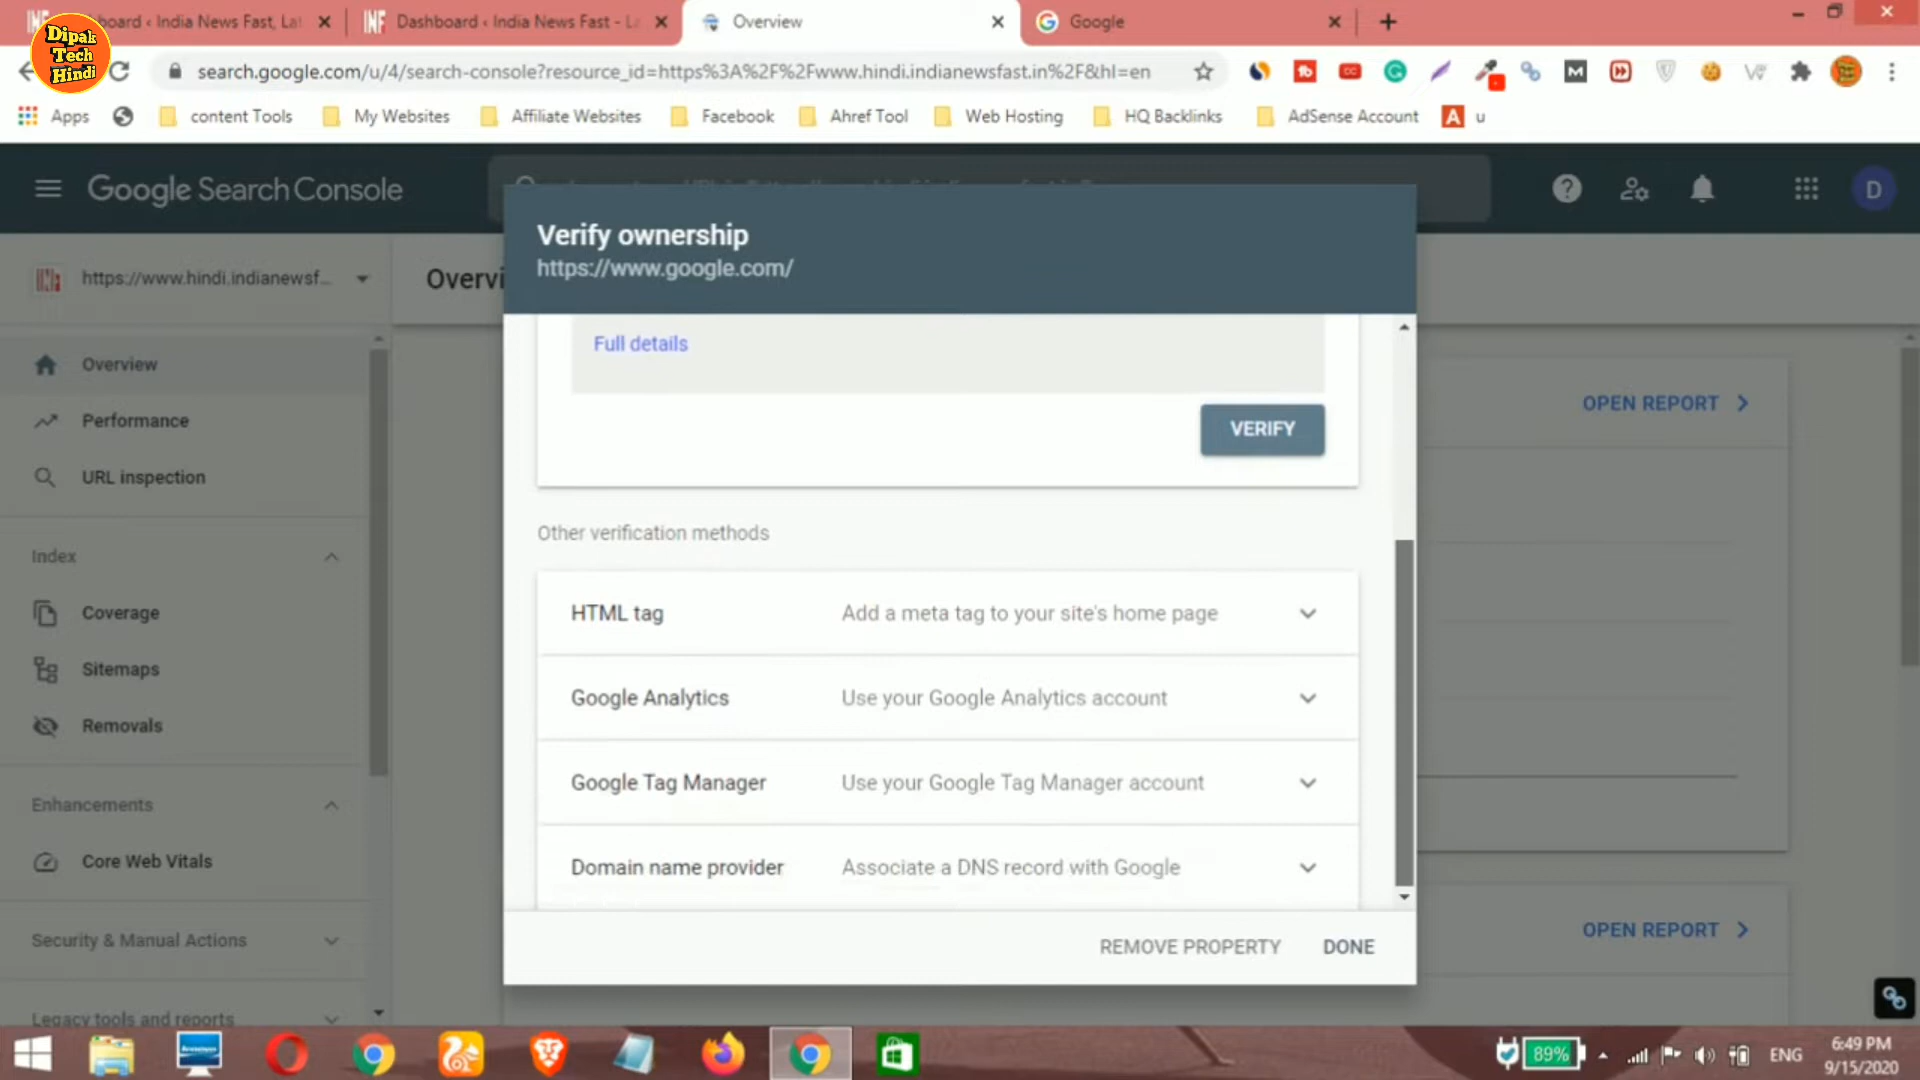 board ‹ India News Fast, Lat
Dashboard ‹ India News Fast - La
Overview
Google
Dipak
Tech
Hindi
search.google.com/u/4/search-console?resource_id=https%3A%2F%2Fwww.hindi.indianewsfast.in%2F&hl=en
Apps
content Tools
My Websites
Affiliate Websites
Facebook
Ahref Tool
Web Hosting
HQ Backlinks
AdSense Account
u
Google Search Console
D
Verify ownership
https://www.google.com/
https://www.hindi.indianewsf...
Overvi
Full details
VERIFY
Overview
Performance
URL inspection
Index
Coverage
Sitemaps
Removals
Enhancements
Core Web Vitals
Security & Manual Actions
Legacy tools and reports
OPEN REPORT
Other verification methods
HTML tag
Add a meta tag to your site's home page
Google Analytics
Use your Google Analytics account
Google Tag Manager
Use your Google Tag Manager account
Domain name provider
Associate a DNS record with Google
OPEN REPORT
REMOVE PROPERTY
DONE
89%
ENG
6:49 PM
9/15/2020